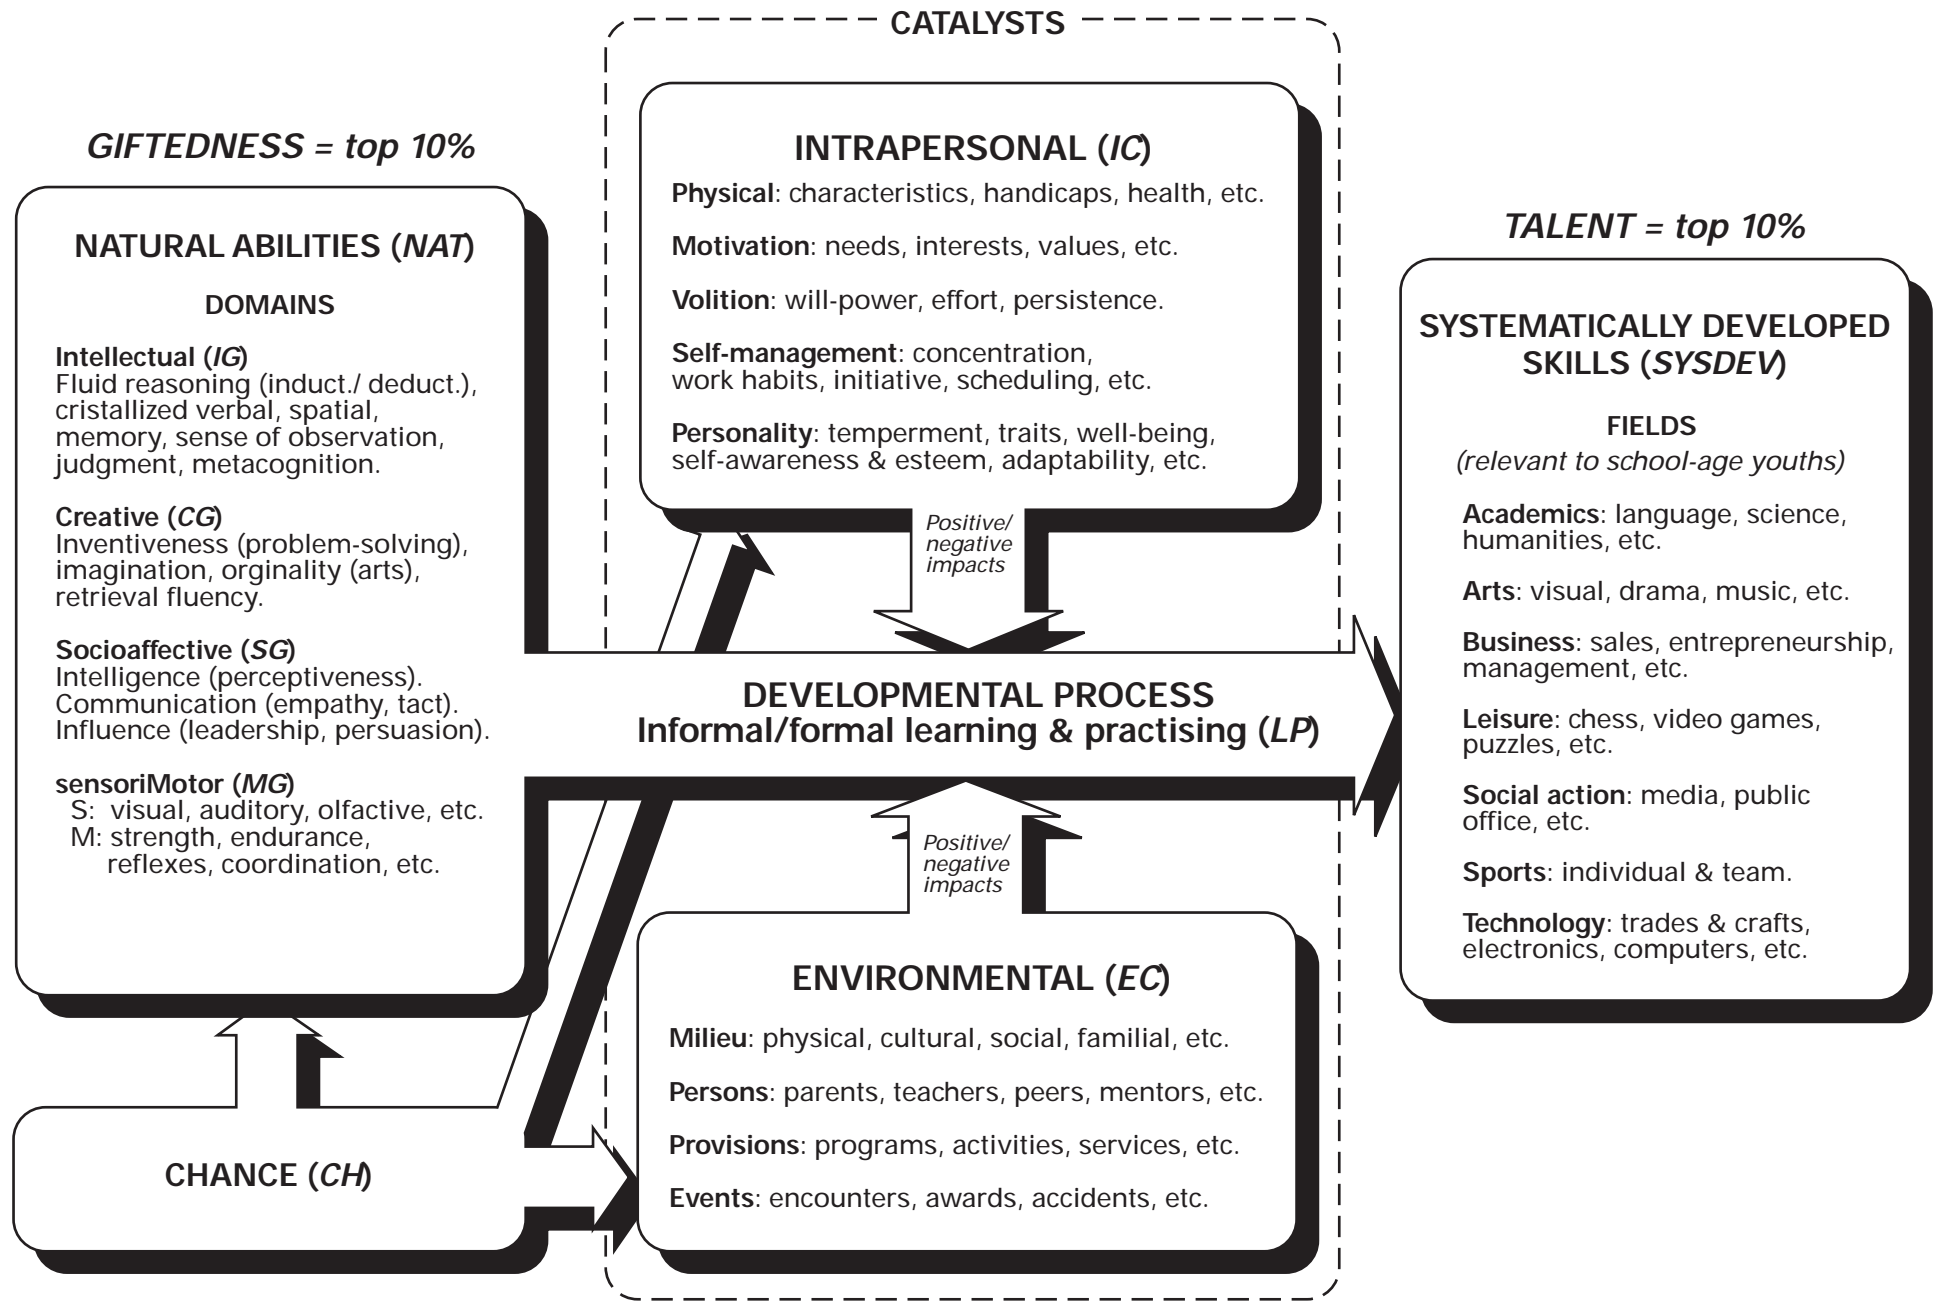 CATALYSTS
GIFTEDNESS = top 10%
NATURAL ABILITIES (NAT)
DOMAINS
Intellectual (IG)
Fluid reasoning (induct./ deduct.),
cristallized verbal, spatial,
memory, sense of observation,
judgment, metacognition.
Creative (CG)
Inventiveness (problem-solving),
imagination, orginality (arts),
retrieval fluency.
Socioaffective (SG)
Intelligence (perceptiveness).
Communication (empathy, tact).
Influence (leadership, persuasion).
sensoriMotor (MG)
S: visual, auditory, olfactive, etc.
M: strength, endurance,
reflexes, coordination, etc.
CHANCE (CH)
INTRAPERSONAL (IC)
Physical: characteristics, handicaps, health, etc.
Motivation: needs, interests, values, etc.
Volition: will-power, effort, persistence.
Self-management: concentration,
work habits, initiative, scheduling, etc.
Personality: temperment, traits, well-being,
self-awareness & esteem, adaptability, etc.
Positive/
negative
impacts
DEVELOPMENTAL PROCESS
Informal/formal learning & practising (LP)
Positive/
negative
impacts
ENVIRONMENTAL (EC)
Milieu: physical, cultural, social, familial, etc.
Persons: parents, teachers, peers, mentors, etc.
Provisions: programs, activities, services, etc.
Events: encounters, awards, accidents, etc.
TALENT = top 10%
SYSTEMATICALLY DEVELOPED
SKILLS (SYSDEV)
FIELDS
(relevant to school-age youths)
Academics: language, science,
humanities, etc.
Arts: visual, drama, music, etc.
Business: sales, entrepreneurship,
management, etc.
Leisure: chess, video games,
puzzles, etc.
Social action: media, public
office, etc.
Sports: individual & team.
Technology: trades & crafts,
electronics, computers, etc.